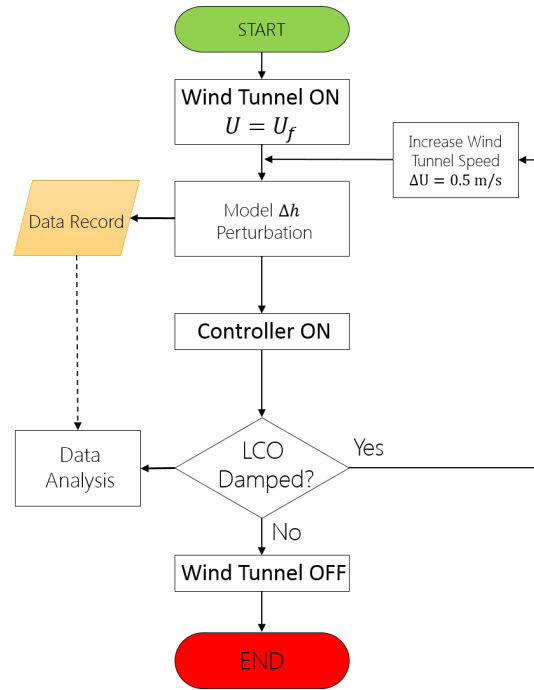 START
Wind Tunnel ON
U = U_f
Increase Wind
Tunnel Speed
ΔU = 0.5 m/s
Model Δh
Perturbation
Data Record
Controller ON
LCO
Damped?
Yes
Data
Analysis
No
Wind Tunnel OFF
END